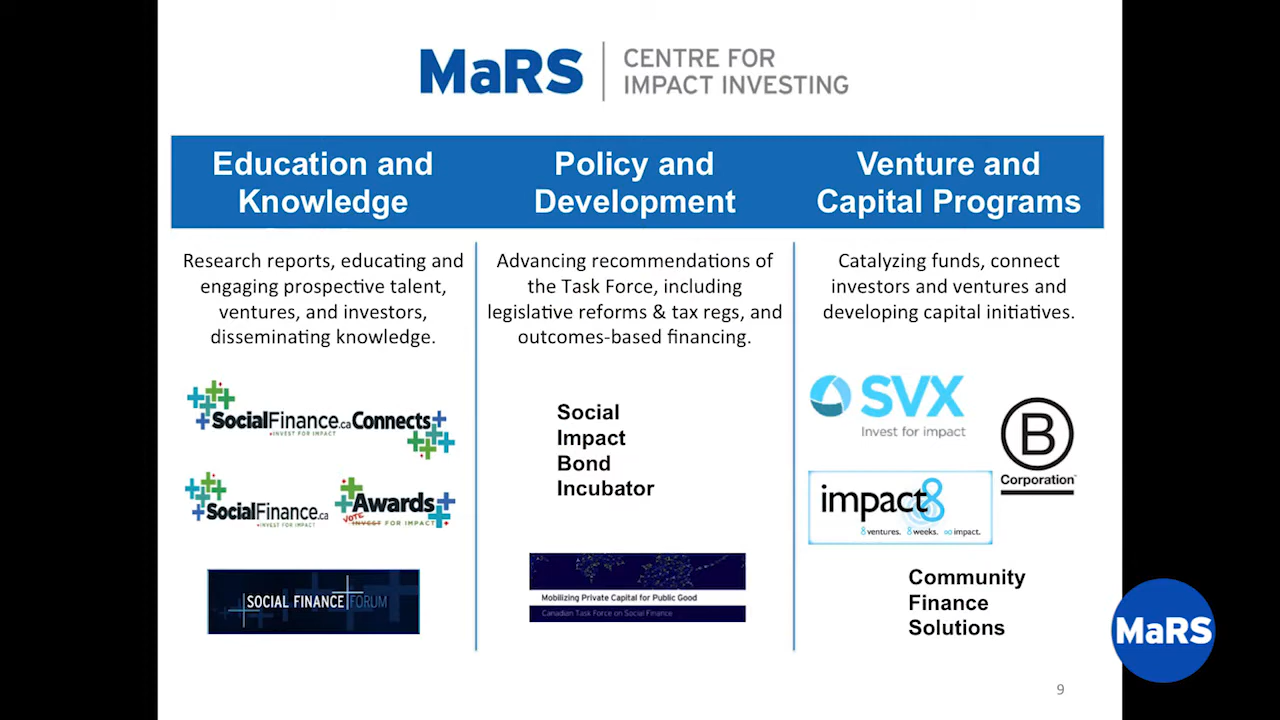 MaRS
CENTRE FOR
IMPACT INVESTING
Education and
Knowledge
Policy and
Development
Venture and
Capital Programs
Research reports, educating and
engaging prospective talent,
ventures, and investors,
disseminating knowledge.
Advancing recommendations of
the Task Force, including
legislative reforms & tax regs, and
outcomes-based financing.
Catalyzing funds, connect
investors and ventures and
developing capital initiatives.
SocialFinance.ca Connects
INVEST FOR IMPACT
SocialFinance.ca
INVEST FOR IMPACT
Awards
VOTE
INVEST FOR IMPACT
SOCIAL FINANCE FORUM
Social
Impact
Bond
Incubator
Mobilizing Private Capital for Public Good
Canadian Task Force on Social Finance
SVX
Invest for impact
B
Corporation™
impact8
8 ventures. 8 weeks. ∞ impact.
Community
Finance
Solutions
MaRS
9